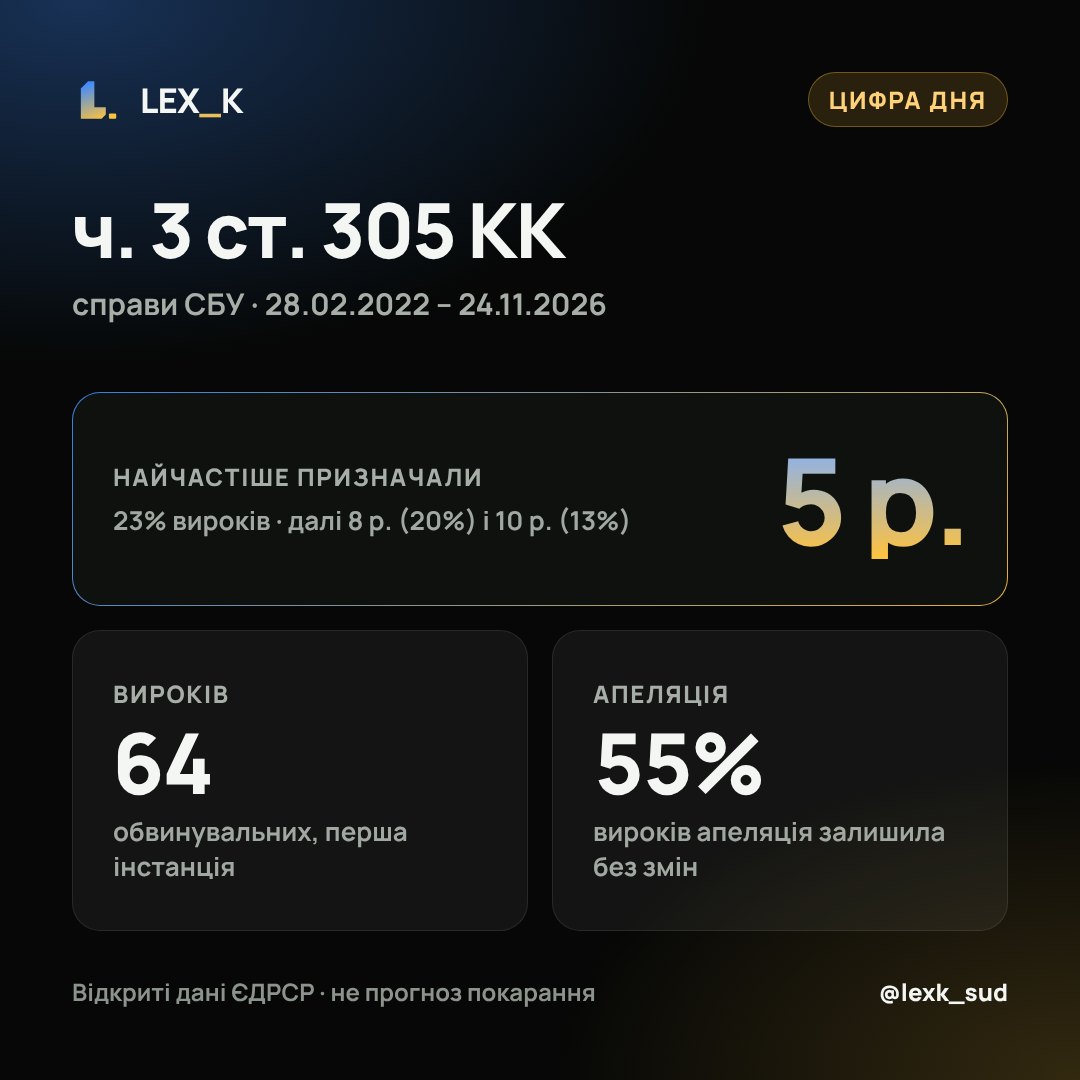 L. LEX_K
ЦИФРА ДНЯ
ч. 3 ст. 305 КК
справи СБУ · 28.02.2022 – 24.11.2026
НАЙЧАСТІШЕ ПРИЗНАЧАЛИ
23% вироків · далі 8 р. (20%) і 10 р. (13%)
5 р.
ВИРОКІВ
64
обвинувальних, перша
інстанція
АПЕЛЯЦІЯ
55%
вироків апеляція залишила
без змін
Відкриті дані ЄДРСР · не прогноз покарання
@lexk_sud